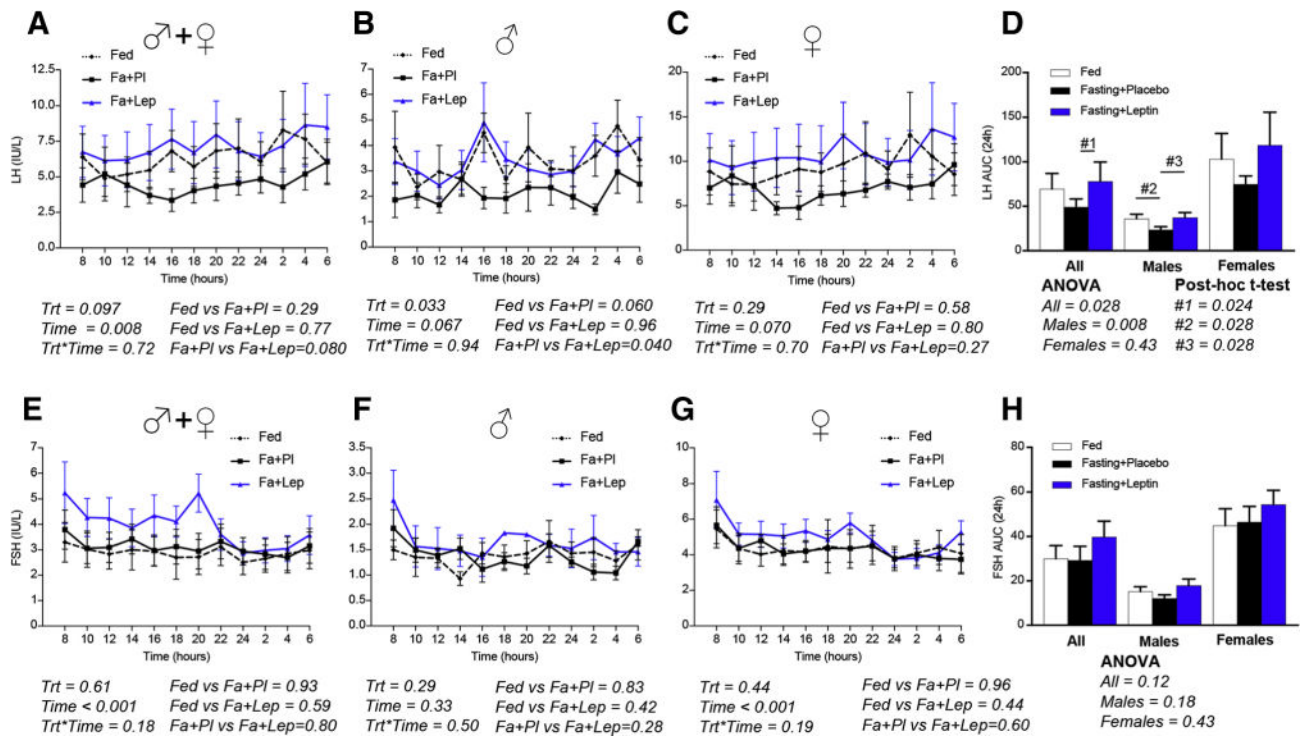 A ♂+♀
Fed
Fa+Pl
Fa+Lep
LH (IU/L)
12.5
10.0
7.5
5.0
2.5
0.0
8 10 12 14 16 18 20 22 24 2 4 6
Time (hours)
Trt = 0.097 Fed vs Fa+Pl = 0.29
Time = 0.008 Fed vs Fa+Lep = 0.77
Trt*Time = 0.72 Fa+Pl vs Fa+Lep=0.080
B ♂
Fed
Fa+Pl
Fa+Lep
8
7
6
5
4
3
2
1
0
8 10 12 14 16 18 20 22 24 2 4 6
Time (hours)
Trt = 0.033 Fed vs Fa+Pl = 0.060
Time = 0.067 Fed vs Fa+Lep = 0.96
Trt*Time = 0.94 Fa+Pl vs Fa+Lep=0.040
C ♀
Fed
Fa+Pl
Fa+Lep
20
15
10
5
0
8 10 12 14 16 18 20 22 24 2 4 6
Time (hours)
Trt = 0.29 Fed vs Fa+Pl = 0.58
Time = 0.070 Fed vs Fa+Lep = 0.80
Trt*Time = 0.70 Fa+Pl vs Fa+Lep=0.27
D
Fed
Fasting+Placebo
Fasting+Leptin
LH AUC (24h)
200
150
100
50
0
#1
#2
#3
All Males Females
ANOVA Post-hoc t-test
All = 0.028 #1 = 0.024
Males = 0.008 #2 = 0.028
Females = 0.43 #3 = 0.028
E ♂+♀
Fed
Fa+Pl
Fa+Lep
FSH (IU/L)
7
6
5
4
3
2
1
0
8 10 12 14 16 18 20 22 24 2 4 6
Time (hours)
Trt = 0.61 Fed vs Fa+Pl = 0.93
Time < 0.001 Fed vs Fa+Lep = 0.59
Trt*Time = 0.18 Fa+Pl vs Fa+Lep=0.80
F ♂
Fed
Fa+Pl
Fa+Lep
3.5
3.0
2.5
2.0
1.5
1.0
0.5
0.0
8 10 12 14 16 18 20 22 24 2 4 6
Time (hours)
Trt = 0.29 Fed vs Fa+Pl = 0.83
Time = 0.33 Fed vs Fa+Lep = 0.42
Trt*Time = 0.50 Fa+Pl vs Fa+Lep=0.28
G ♀
Fed
Fa+Pl
Fa+Lep
10
8
6
4
2
0
8 10 12 14 16 18 20 22 24 2 4 6
Time (hours)
Trt = 0.44 Fed vs Fa+Pl = 0.96
Time < 0.001 Fed vs Fa+Lep = 0.44
Trt*Time = 0.19 Fa+Pl vs Fa+Lep=0.60
H
Fed
Fasting+Placebo
Fasting+Leptin
FSH AUC (24h)
80
60
40
20
0
All Males Females
ANOVA
All = 0.12
Males = 0.18
Females = 0.43